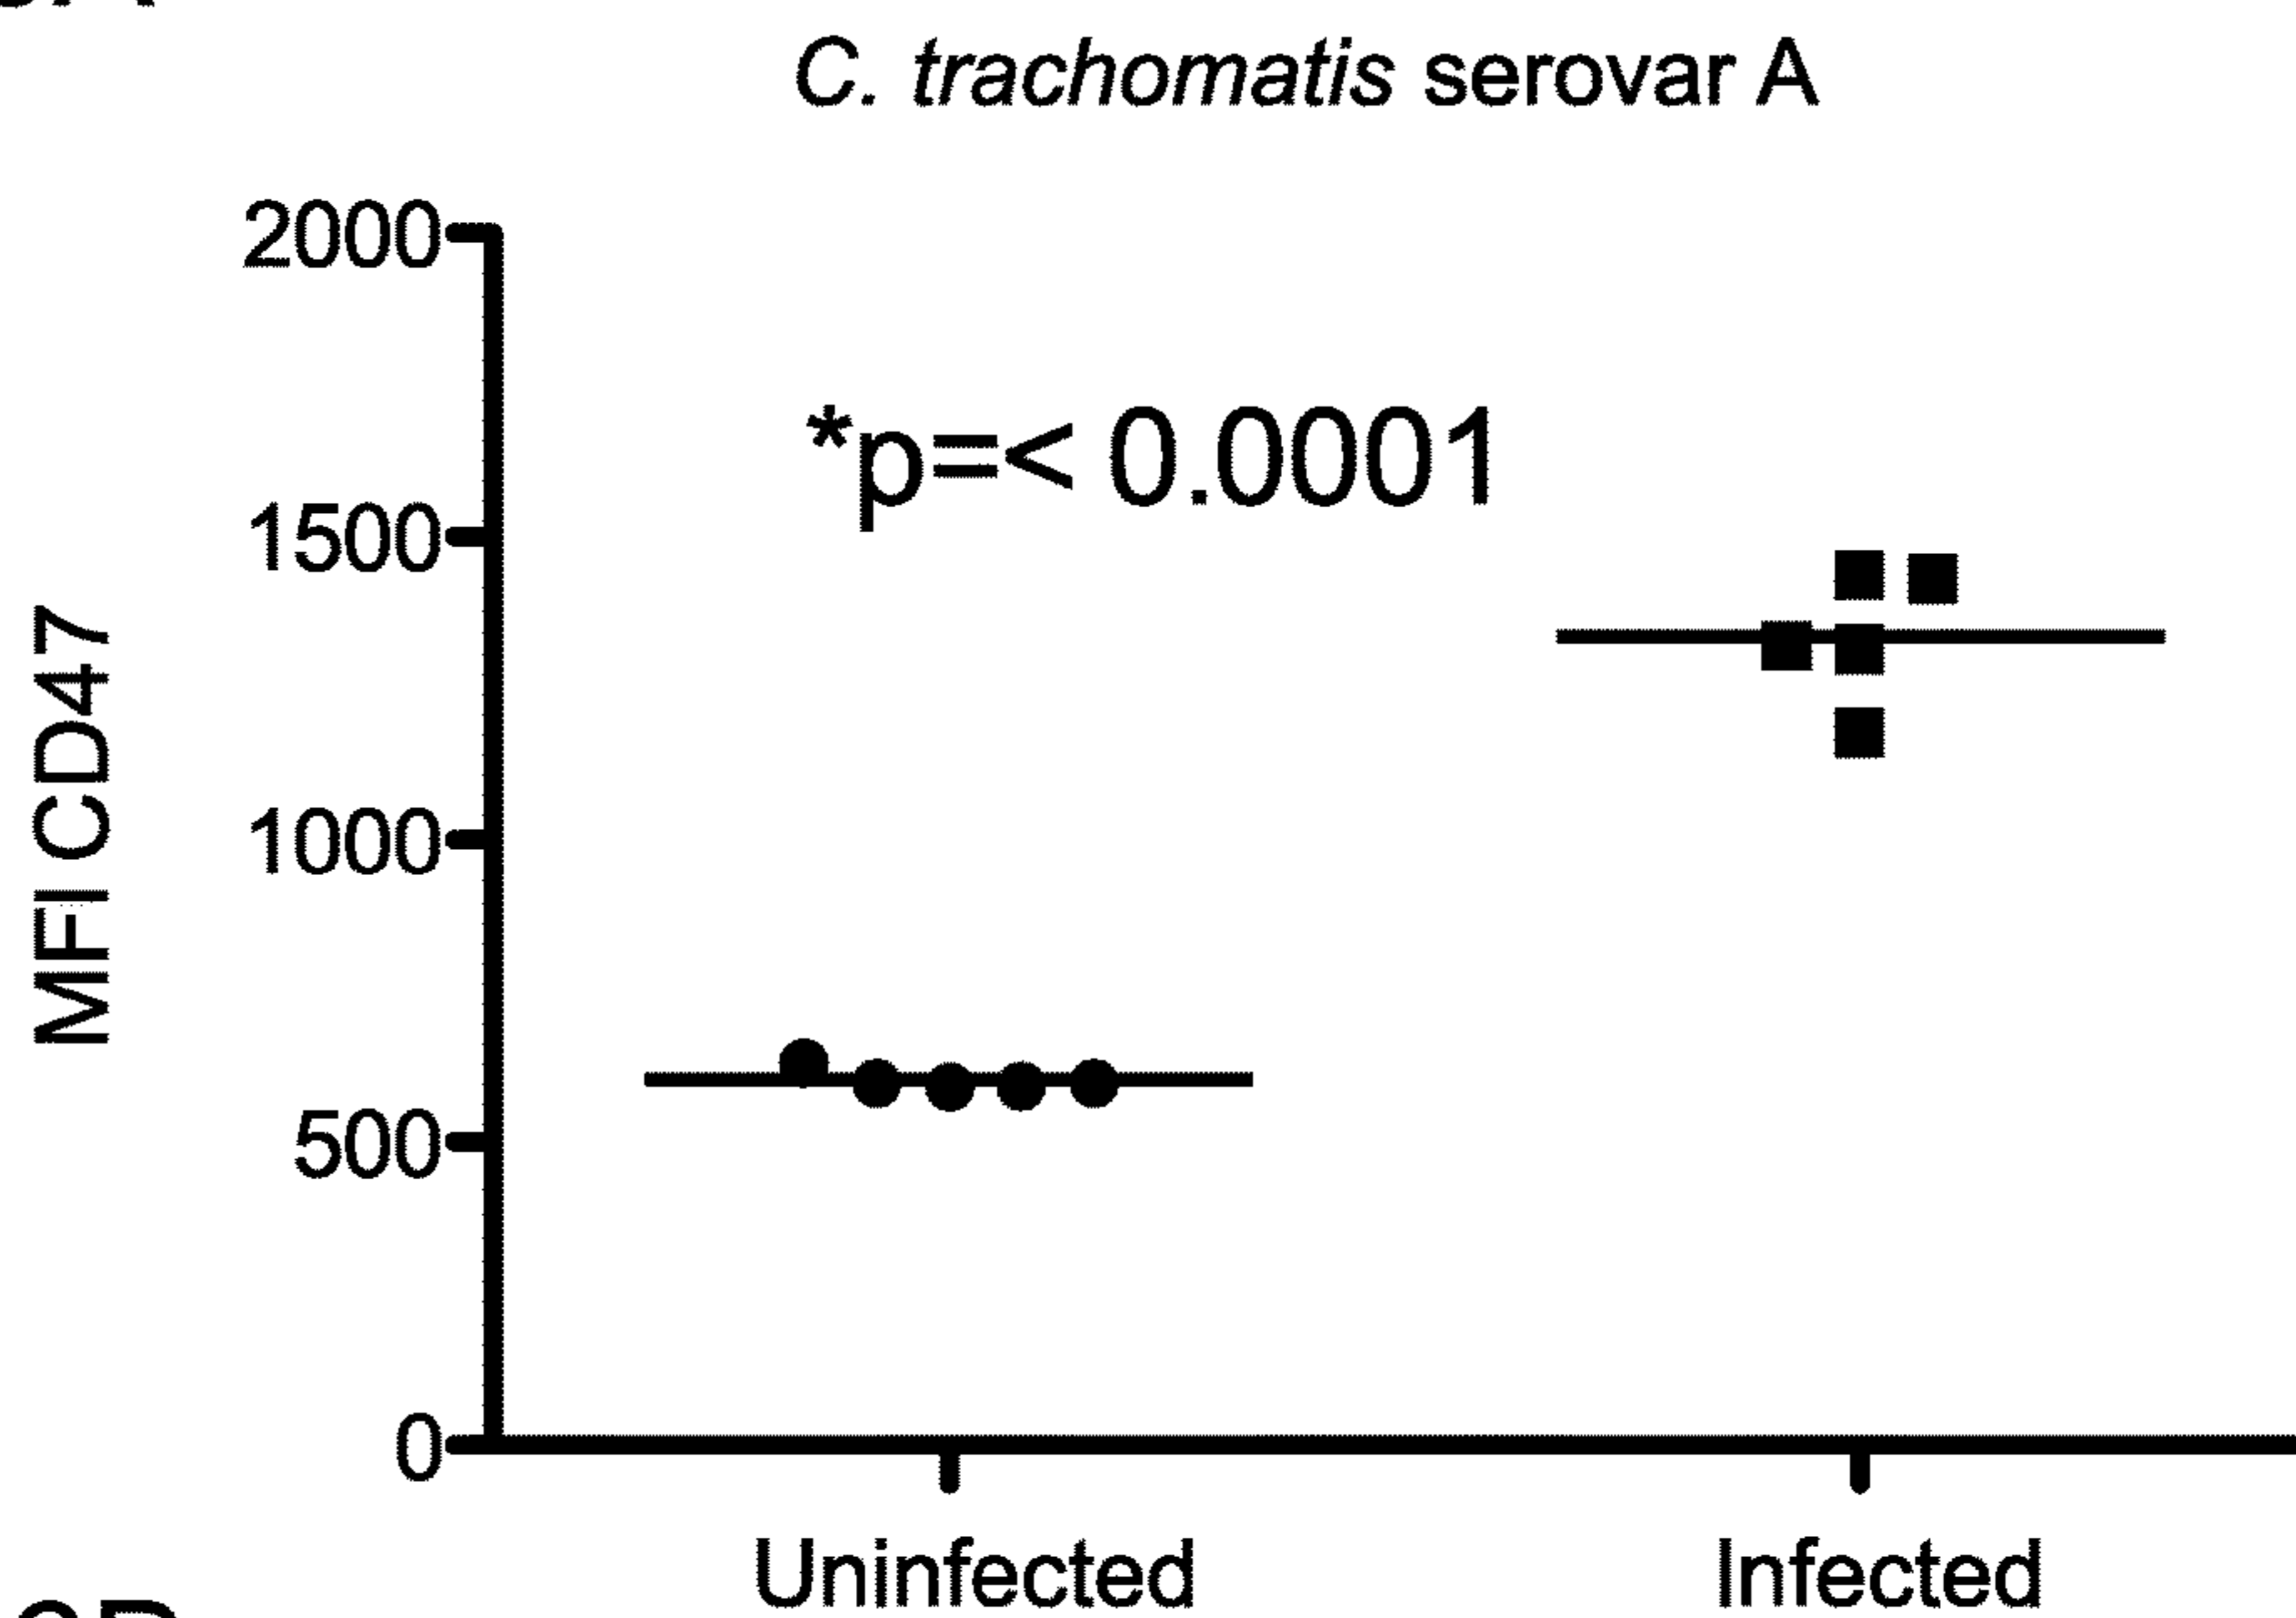 C. trachomatis serovar A
2000
*p=< 0.0001
1500
MFI CD47
1000
500
0
Uninfected
Infected